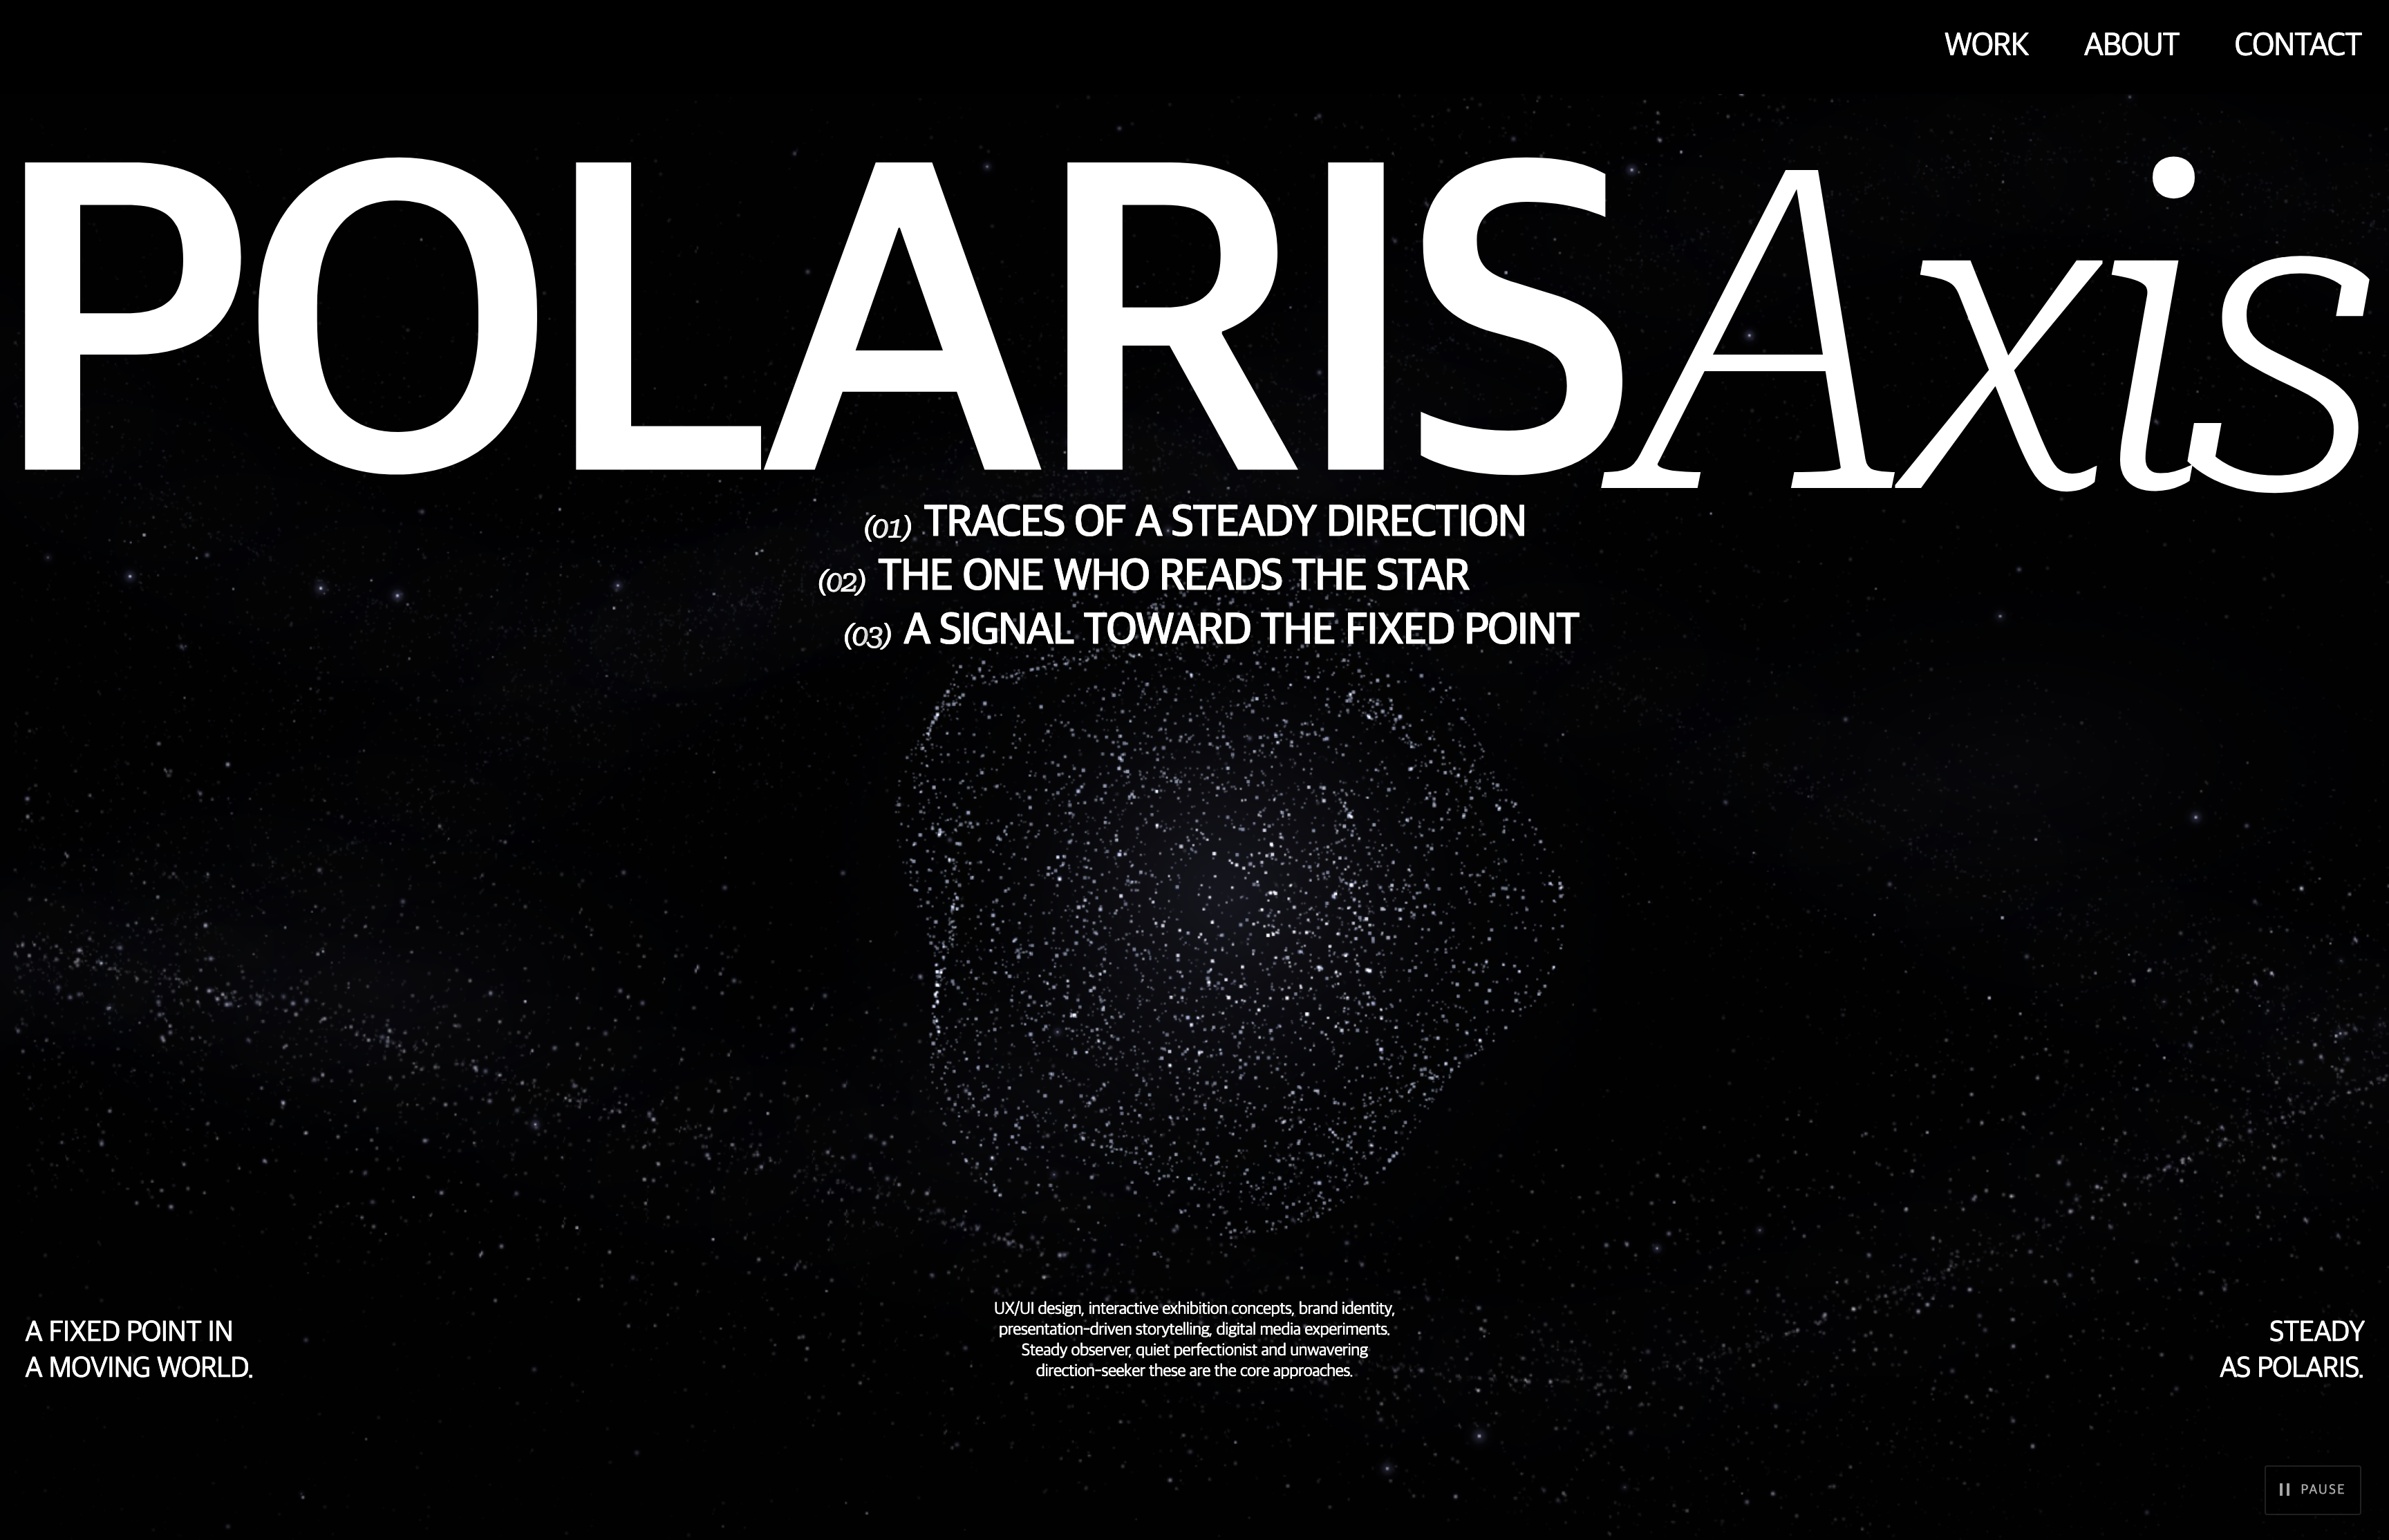 WORK ABOUT CONTACT
POLARISAxis
(01) TRACES OF A STEADY DIRECTION
(02) THE ONE WHO READS THE STAR
(03) A SIGNAL TOWARD THE FIXED POINT
A FIXED POINT IN
A MOVING WORLD.
UX/UI design, interactive exhibition concepts, brand identity,
presentation-driven storytelling, digital media experiments.
Steady observer, quiet perfectionist and unwavering
direction-seeker these are the core approaches.
STEADY
AS POLARIS.
PAUSE